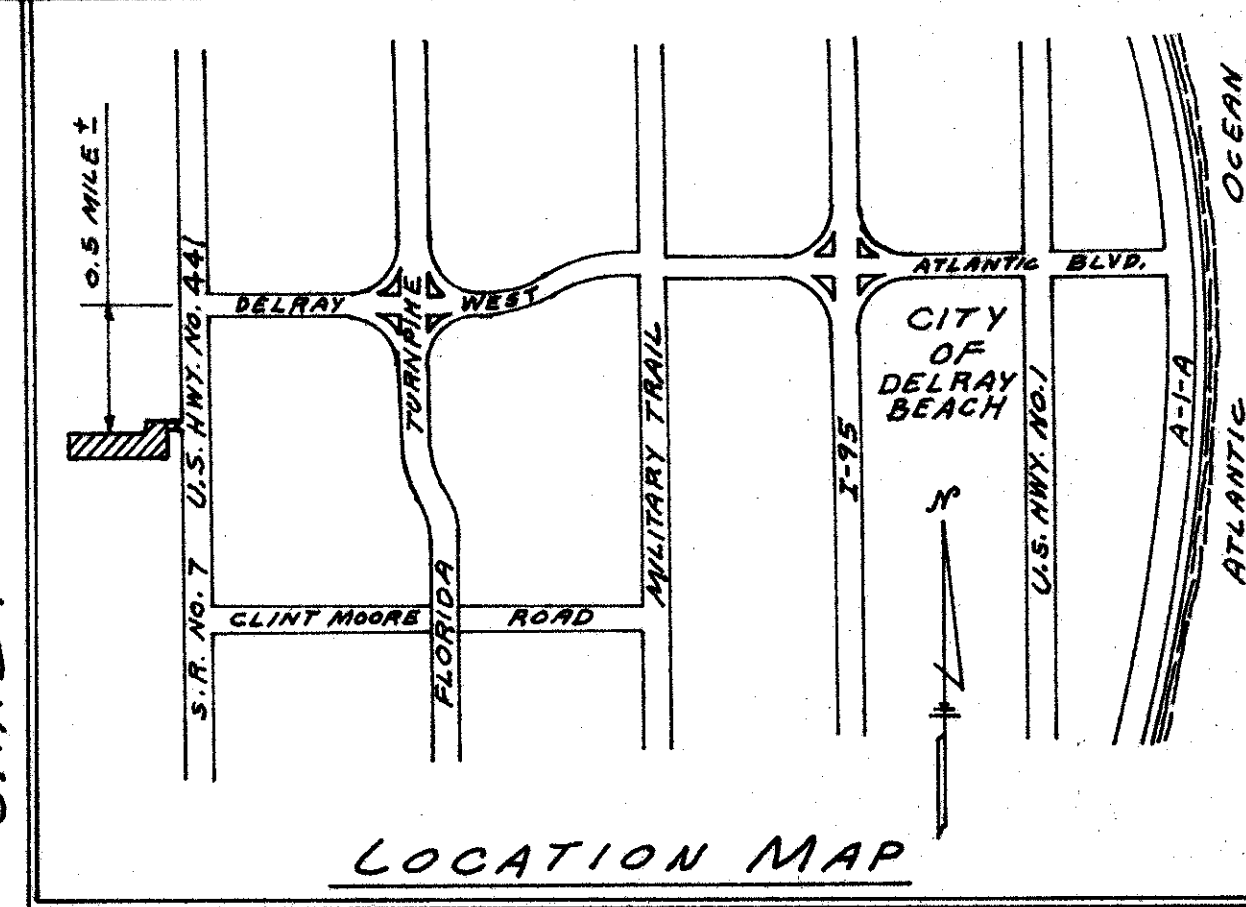 0.5 MILE ±
S.R. NO. 7 U.S. HWY. NO. 441
DELRAY WEST
FLORIDA TURNPIKE
CLINT MOORE ROAD
MILITARY TRAIL
I-95
ATLANTIC BLVD.
CITY
OF
DELRAY
BEACH
N
U.S. HWY. NO. 1
A-1-A
ATLANTIC OCEAN
LOCATION MAP